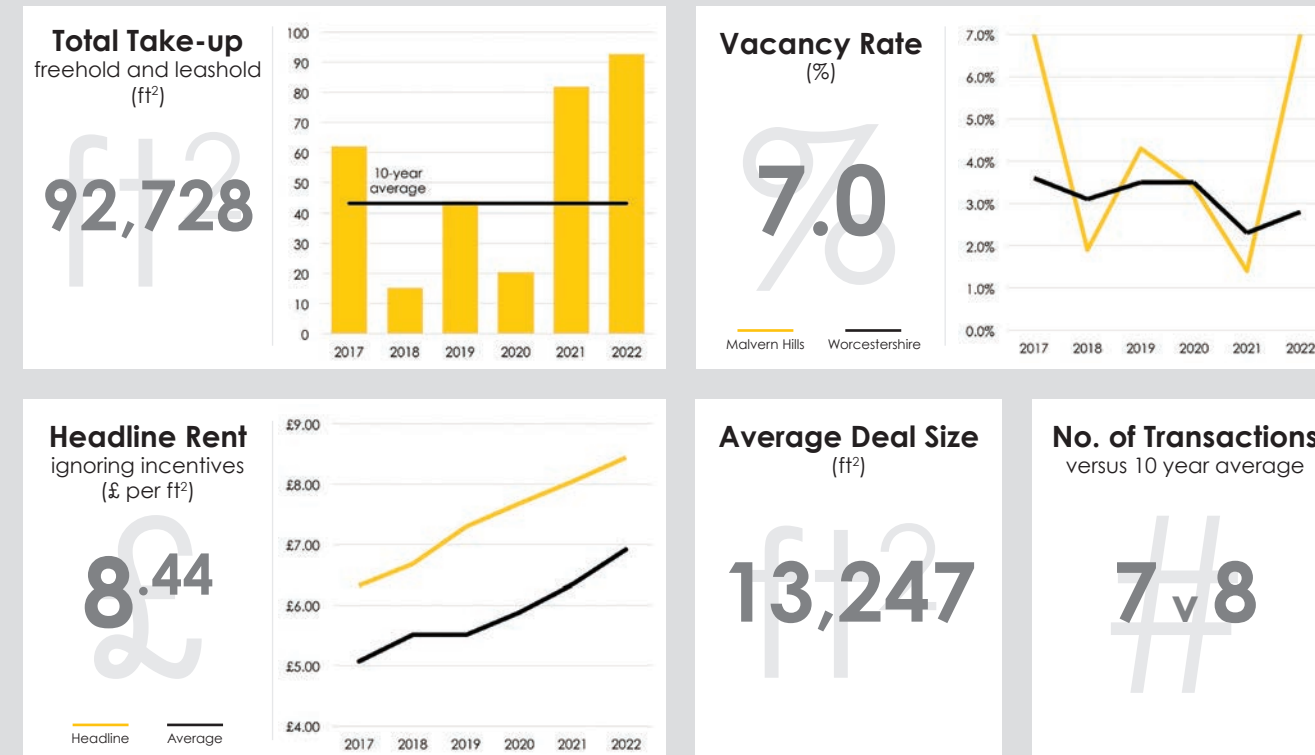 Total Take-up
freehold and leashold
(ft²)
ft²
92,728
100
90
80
70
60
50
40
30
20
10
0
10-year
average
2017 2018 2019 2020 2021 2022
Vacancy Rate
(%)
%
7.0
Malvern Hills Worcestershire
7.0%
6.0%
5.0%
4.0%
3.0%
2.0%
1.0%
0.0%
2017 2018 2019 2020 2021 2022
Headline Rent
ignoring incentives
(£ per ft²)
£
8.44
Headline Average
£9.00
£8.00
£7.00
£6.00
£5.00
£4.00
2017 2018 2019 2020 2021 2022
Average Deal Size
(ft²)
ft²
13,247
No. of Transactions
versus 10 year average
#
7 v 8